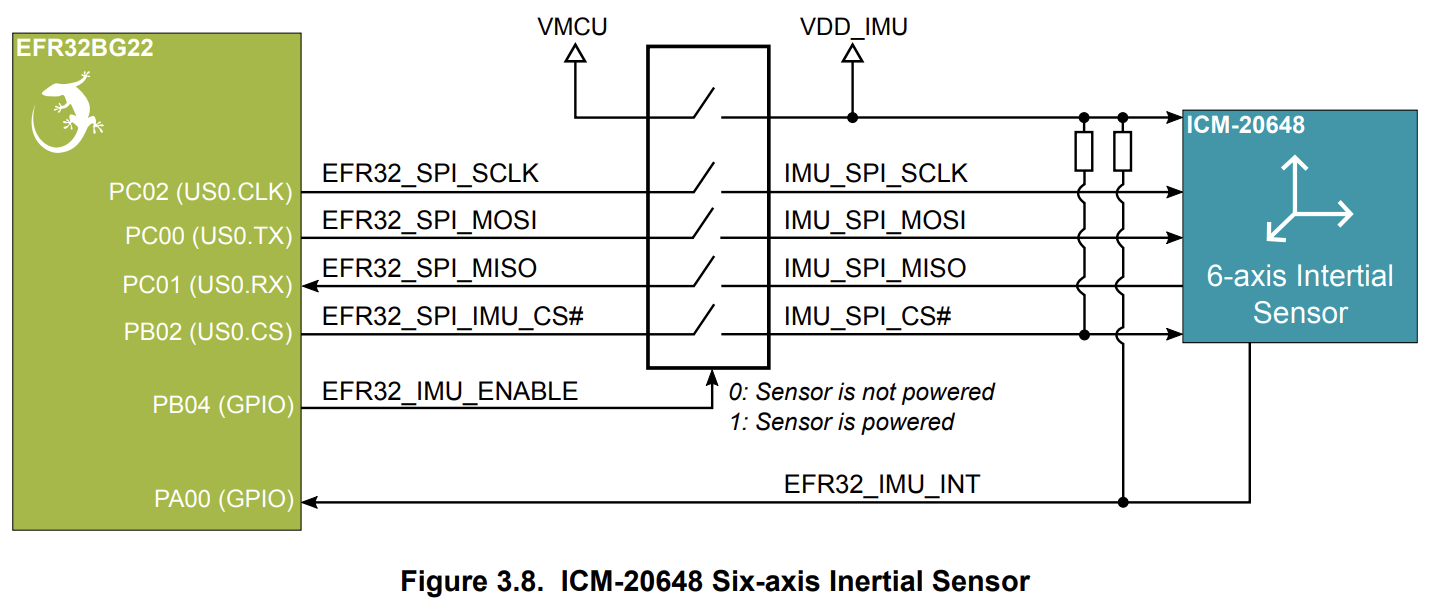 VMCU
VDD_IMU
EFR32BG22
ICM-20648
PC02 (US0.CLK)
EFR32_SPI_SCLK
IMU_SPI_SCLK
PC00 (US0.TX)
EFR32_SPI_MOSI
IMU_SPI_MOSI
PC01 (US0.RX)
EFR32_SPI_MISO
IMU_SPI_MISO
6-axis Intertial
Sensor
PB02 (US0.CS)
EFR32_SPI_IMU_CS#
IMU_SPI_CS#
PB04 (GPIO)
EFR32_IMU_ENABLE
0: Sensor is not powered
1: Sensor is powered
PA00 (GPIO)
EFR32_IMU_INT
Figure 3.8. ICM-20648 Six-axis Inertial Sensor